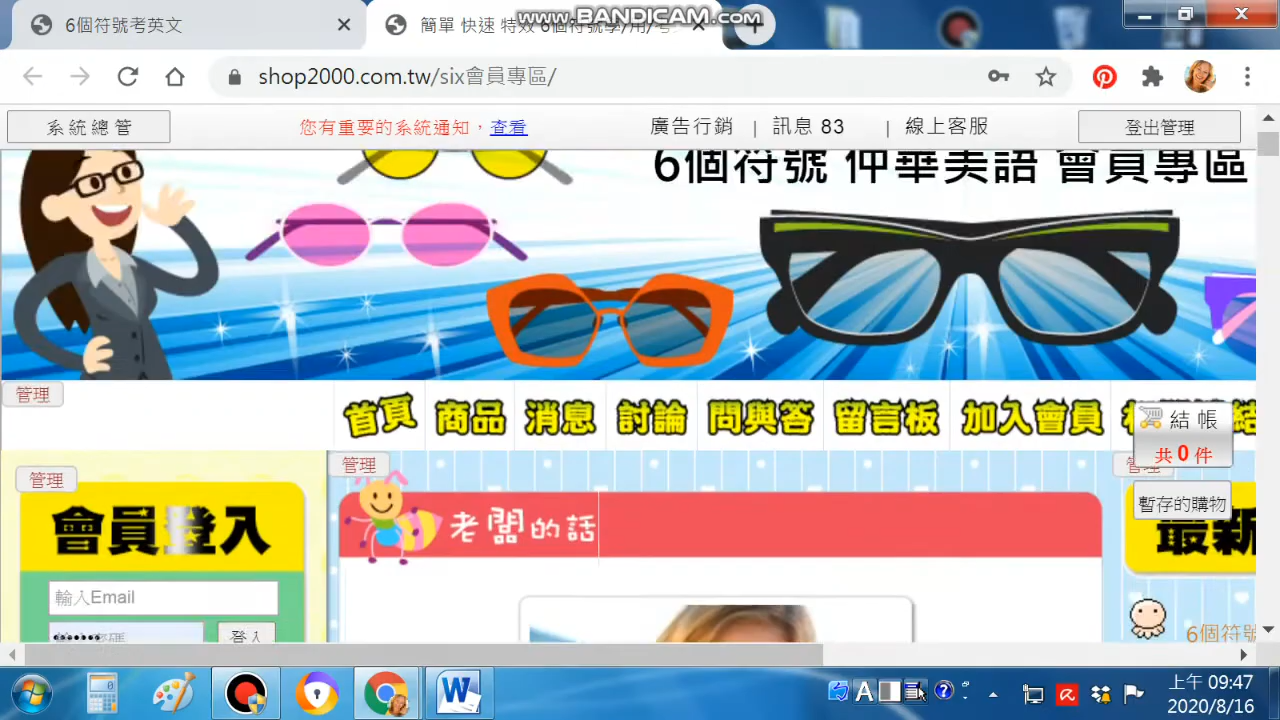 6個符號考英文
簡單 快速 特效 6個符號學/用/考
www.BANDICAM.com
shop2000.com.tw/six會員專區/
系統總管
您有重要的系統通知，查看
廣告行銷 | 訊息 83 | 線上客服
登出管理
6個符號 仲華美語 會員專區
管理
首頁 商品 消息 討論 問與答 留言板 加入會員
結帳
共 0 件
管理
管理
暫存的購物
會員登入
老闆的話
最新
輸入Email
登入
6個符號
上午 09:47
2020/8/16